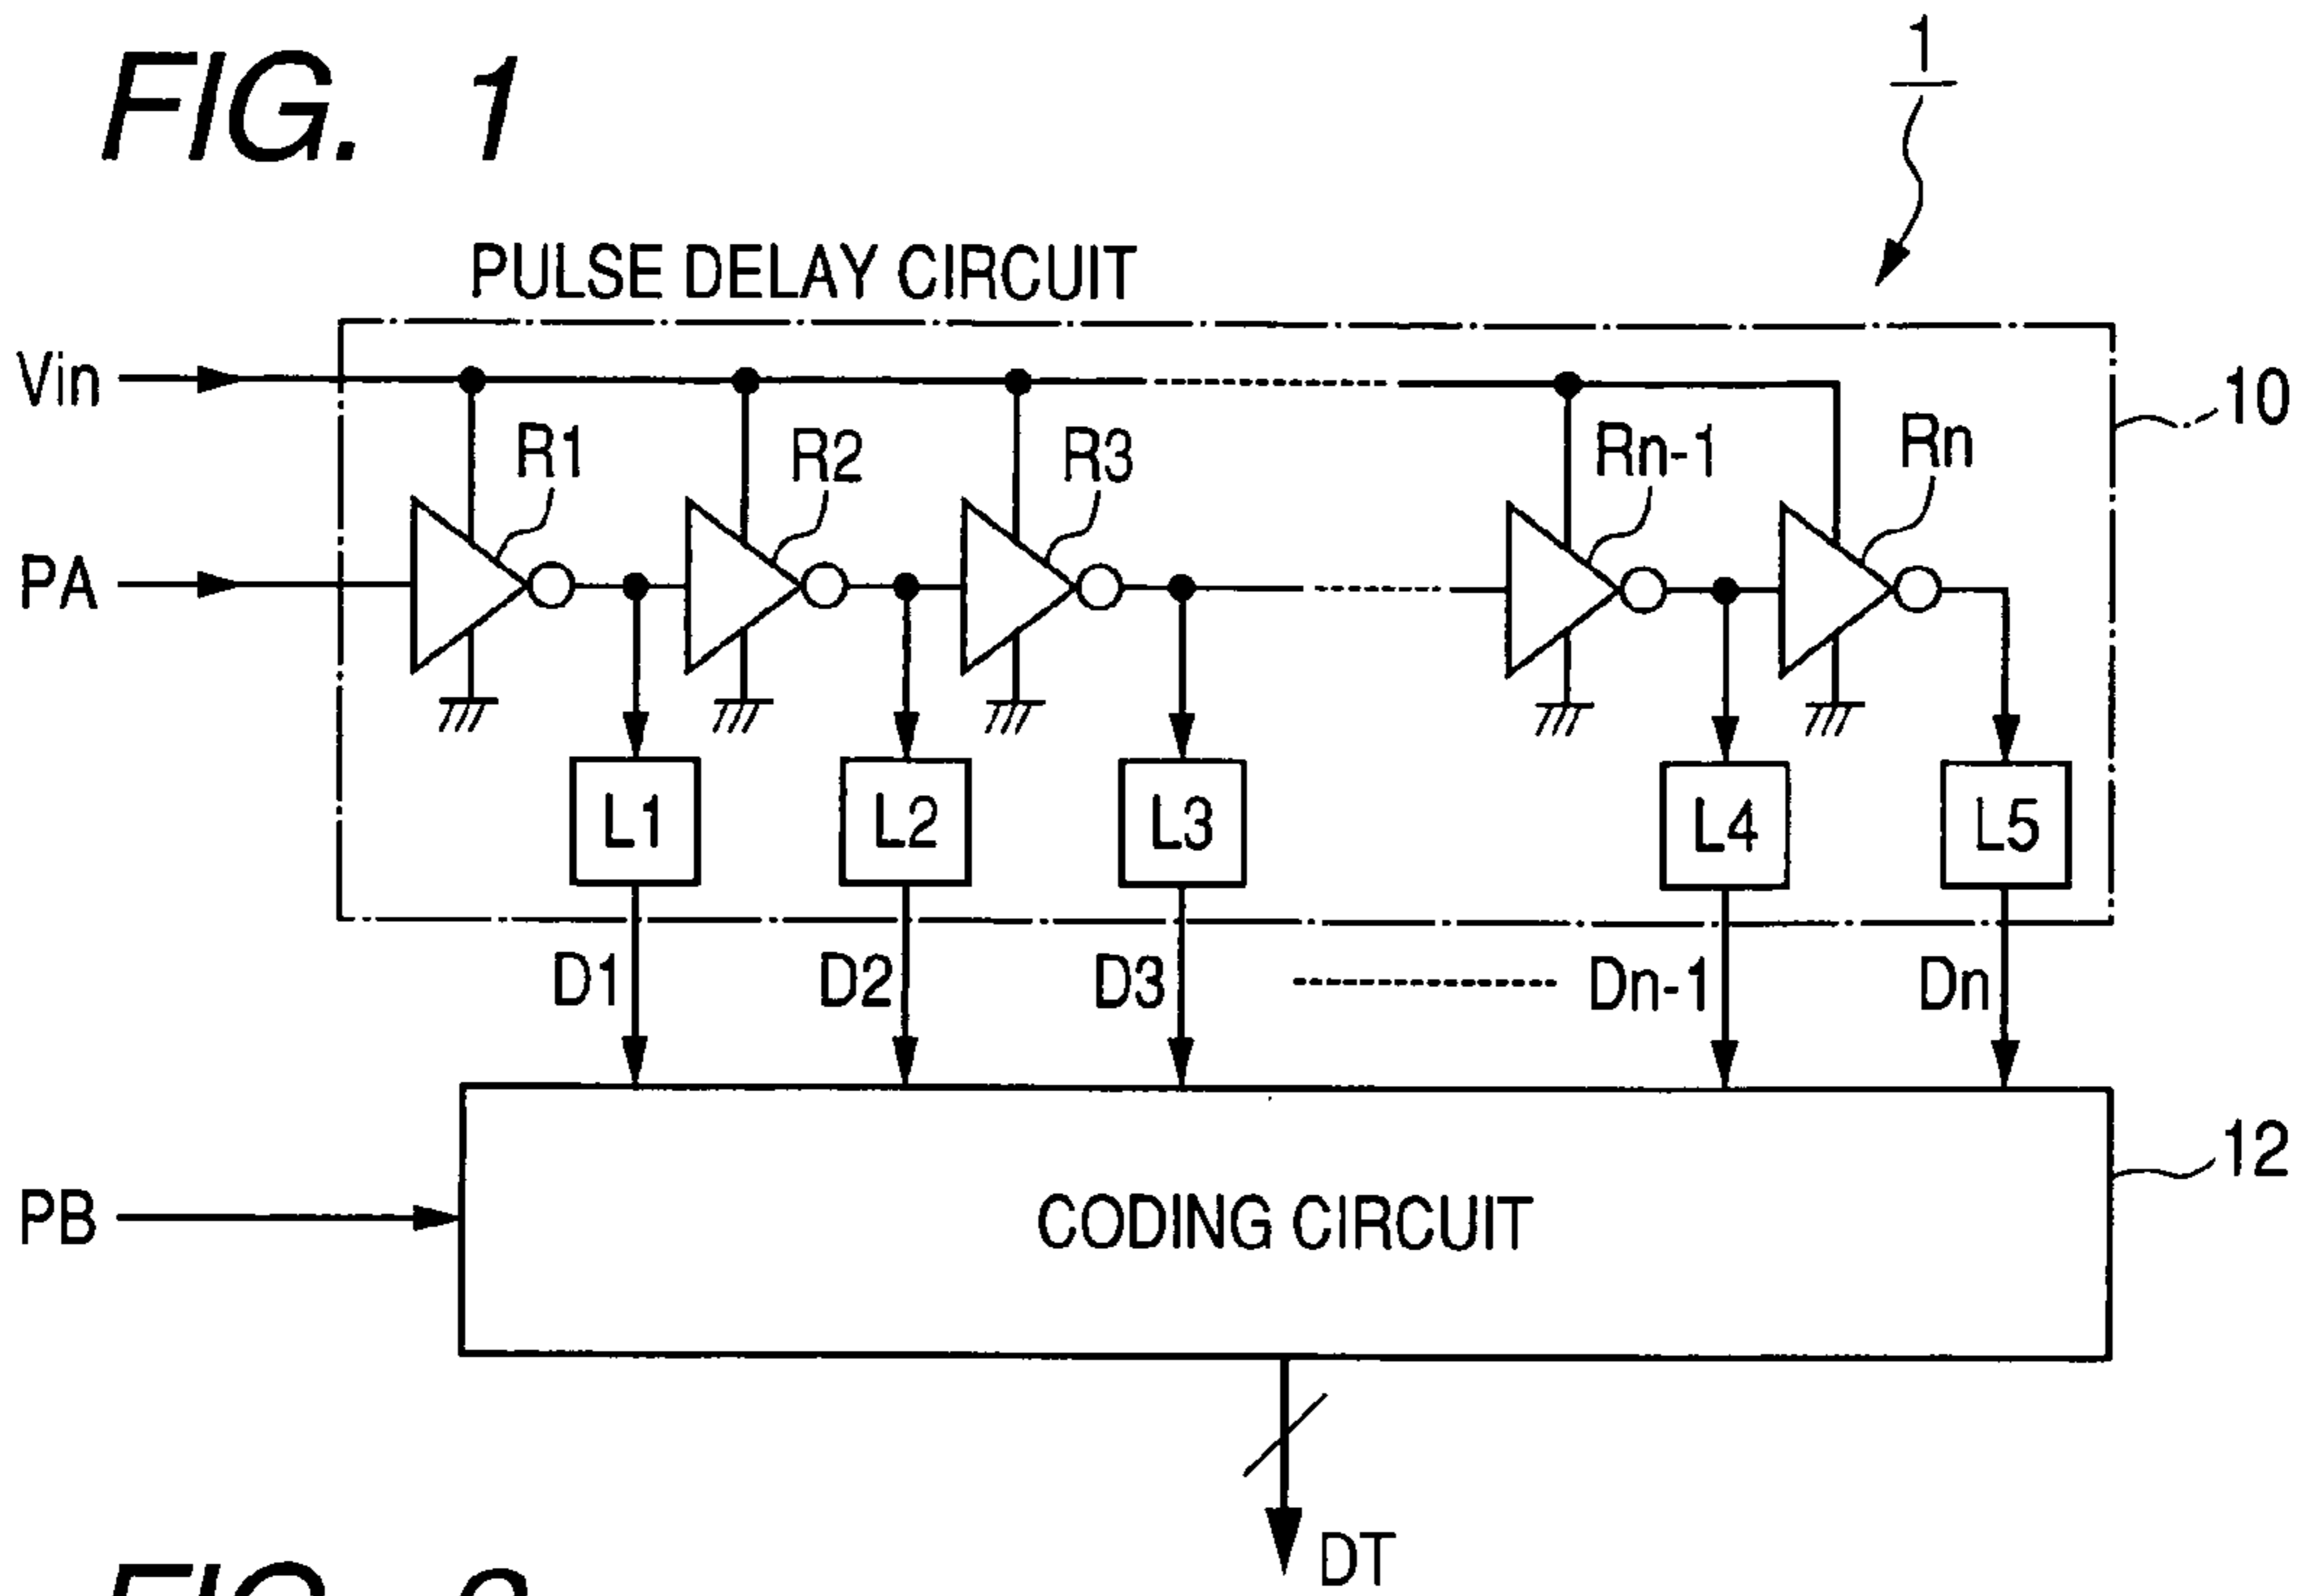 FIG. 1
1
PULSE DELAY CIRCUIT
Vin
10
R1 R2 R3 Rn-1 Rn
PA
L1 L2 L3 L4 L5
D1 D2 D3 Dn-1 Dn
12
PB
CODING CIRCUIT
DT